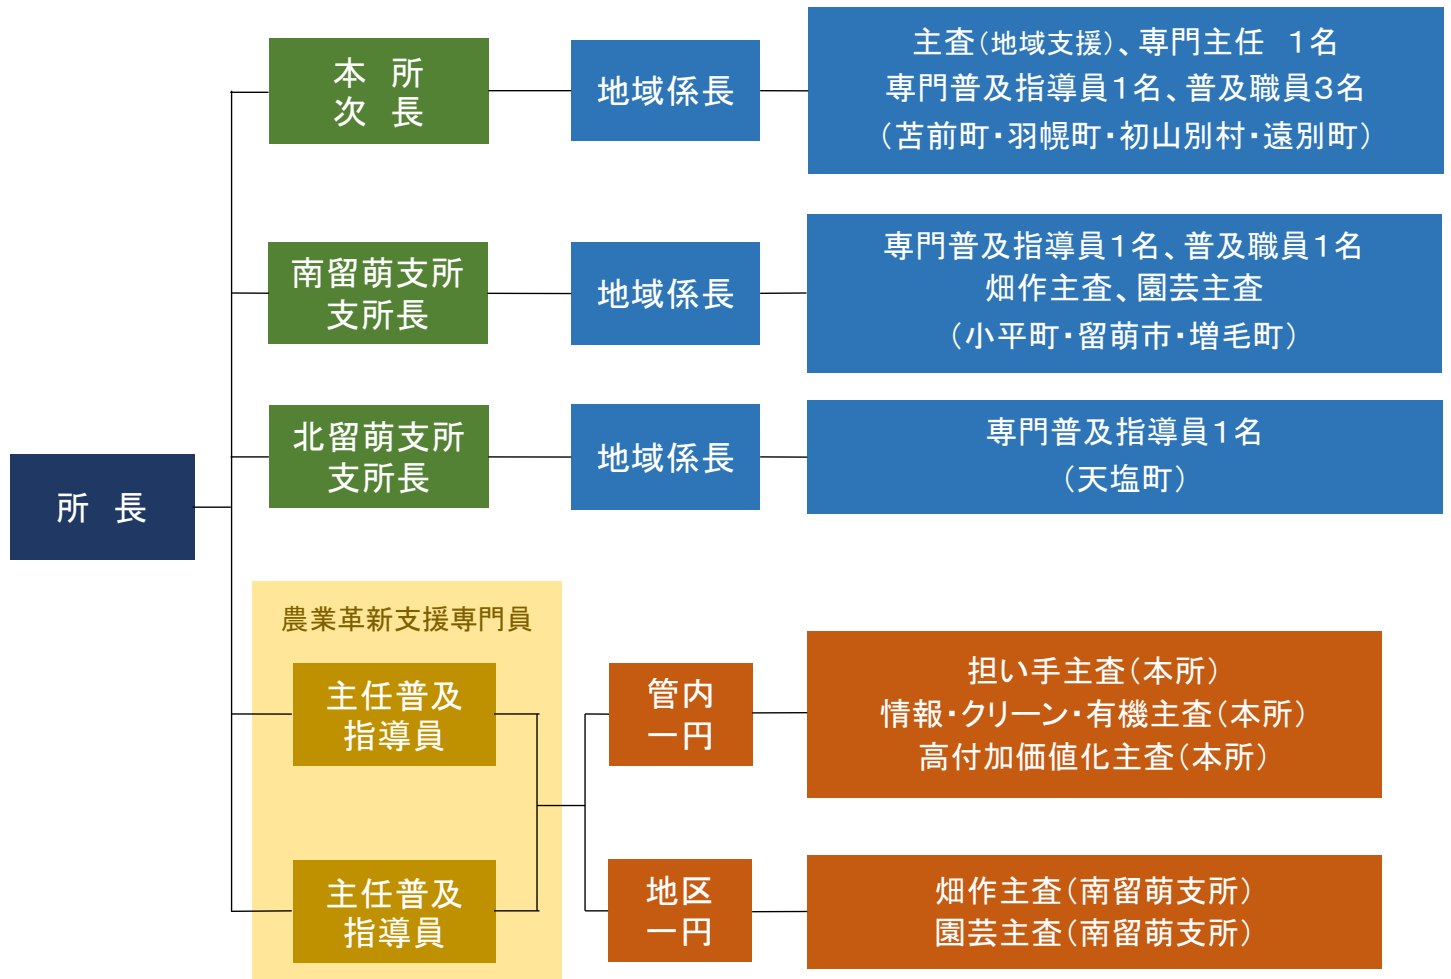 本　所
次　長
地域係長
主査(地域支援)、専門主任　1名
専門普及指導員1名、普及職員3名
(苫前町・羽幌町・初山別村・遠別町)
南留萌支所
支所長
地域係長
専門普及指導員1名、普及職員1名
畑作主査、園芸主査
(小平町・留萌市・増毛町)
北留萌支所
支所長
地域係長
専門普及指導員1名
(天塩町)
所　長
農業革新支援専門員
主任普及
指導員
管内
一円
担い手主査(本所)
情報・クリーン・有機主査(本所)
高付加価値化主査(本所)
主任普及
指導員
地区
一円
畑作主査(南留萌支所)
園芸主査(南留萌支所)